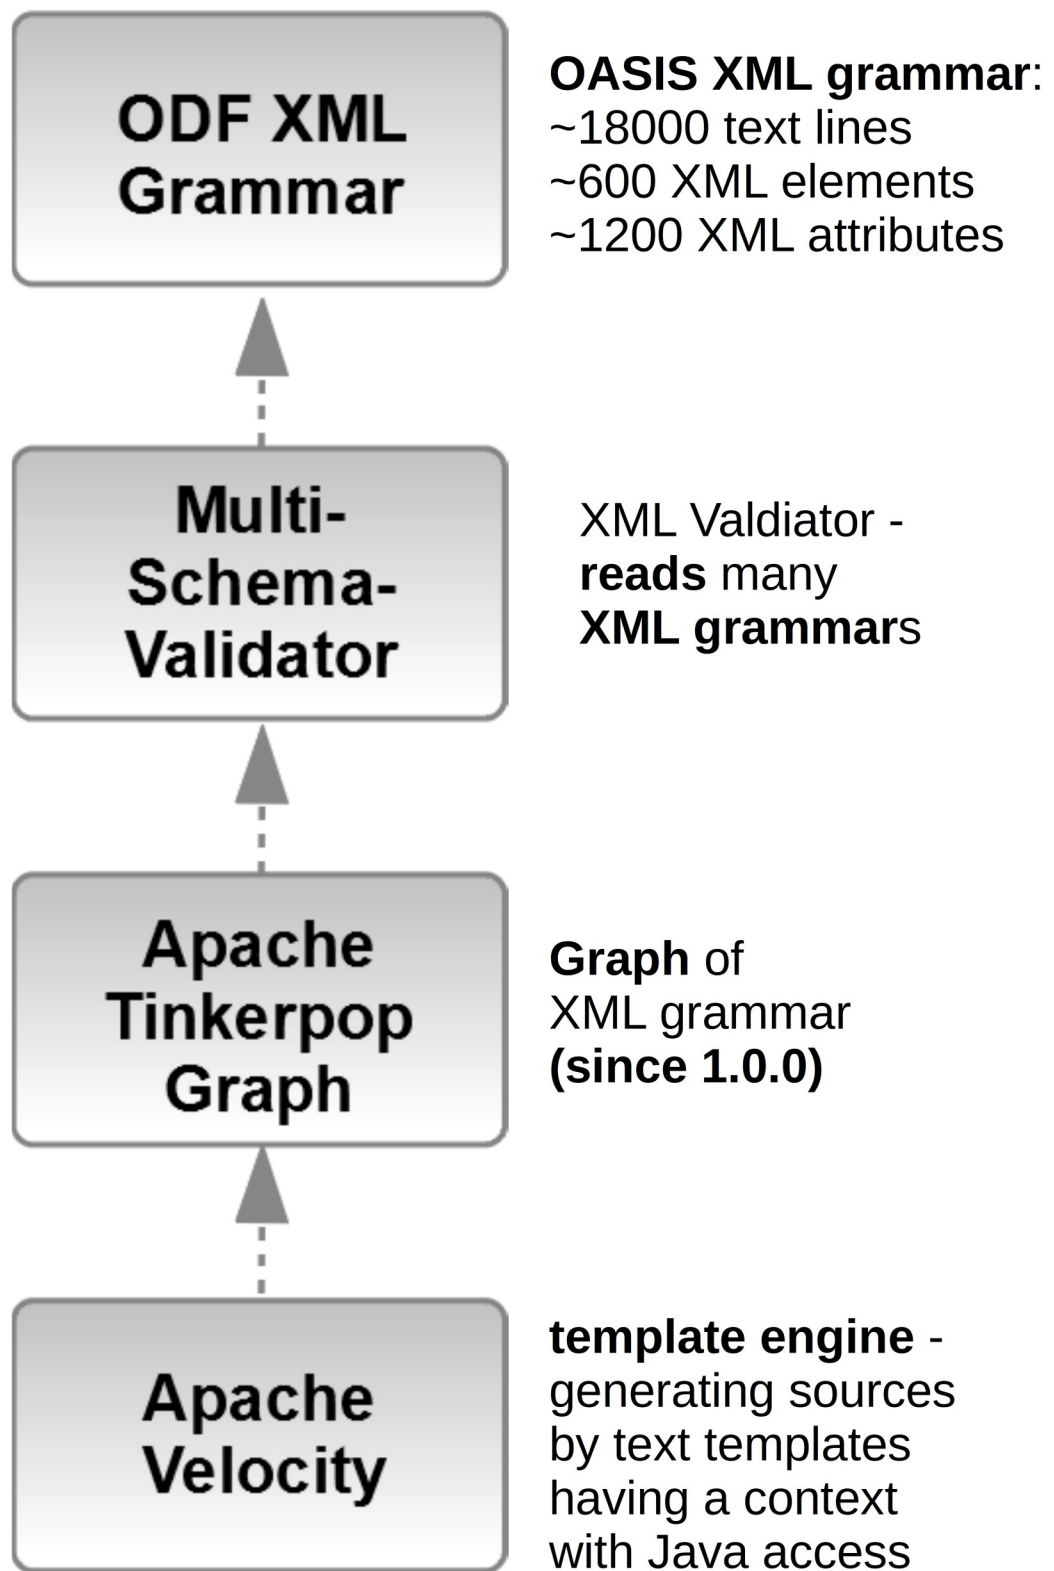 ODF XML
Grammar
OASIS XML grammar:
~18000 text lines
~600 XML elements
~1200 XML attributes
Multi-
Schema-
Validator
XML Valdiator -
reads many
XML grammars
Apache
Tinkerpop
Graph
Graph of
XML grammar
(since 1.0.0)
Apache
Velocity
template engine -
generating sources
by text templates
having a context
with Java access